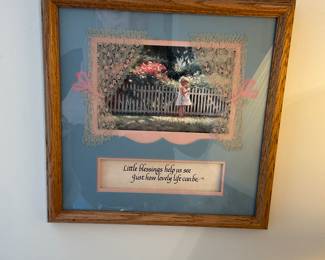 Little blessings help us see
Just how lovely life can be.